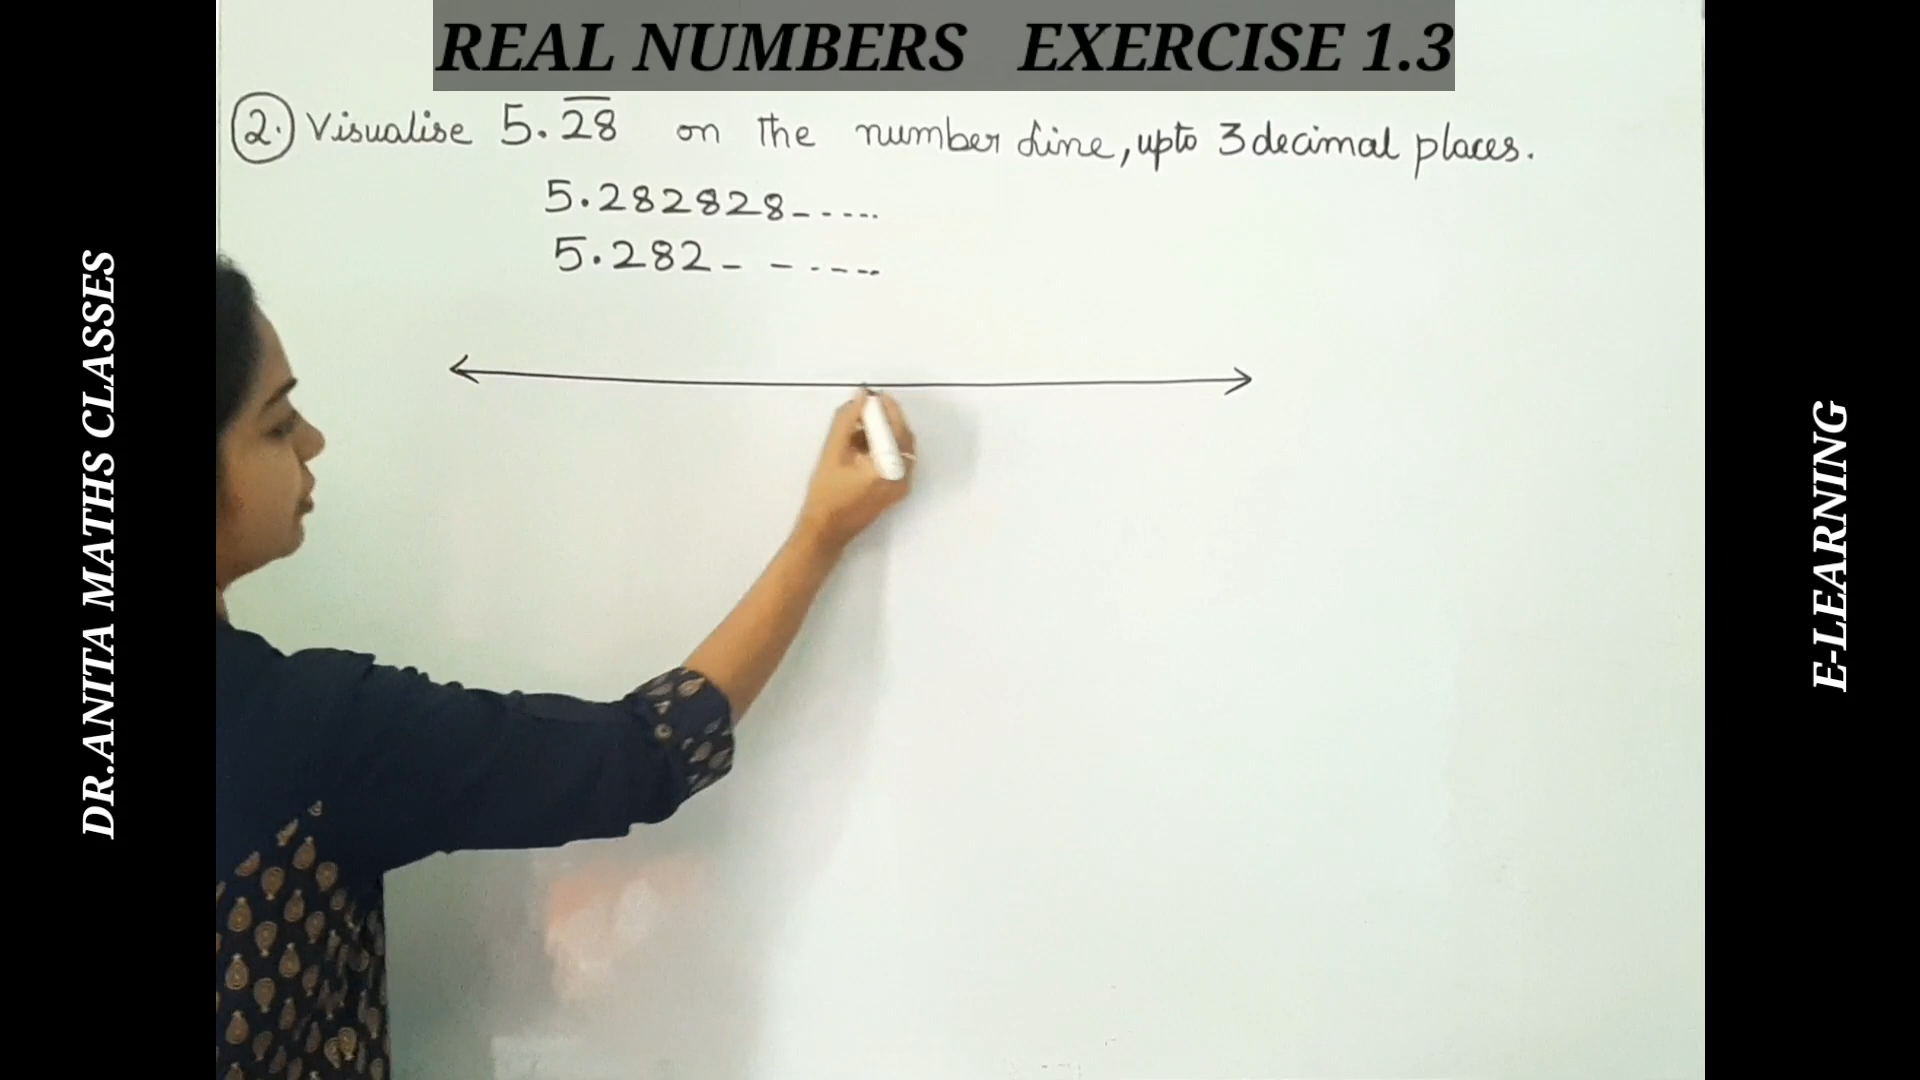 REAL NUMBERS EXERCISE 1.3
2. Visualise 5.2̅8̅ on the number line, upto 3 decimal places.
5.282828-.....
5.282- -.....
DR.ANITA MATHS CLASSES
E-LEARNING